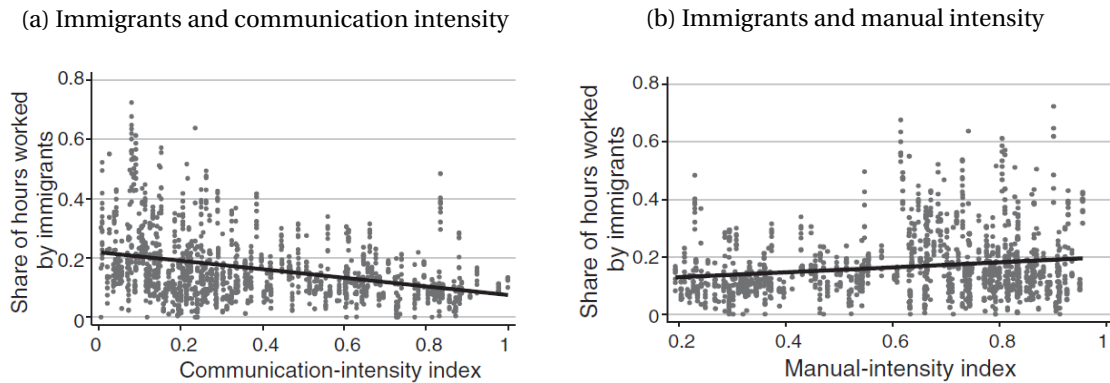 (a) Immigrants and communication intensity
0.8
0.6
0.4
0.2
0
Share of hours worked
by immigrants
0 0.2 0.4 0.6 0.8 1
Communication-intensity index
(b) Immigrants and manual intensity
0.8
0.6
0.4
0.2
0
Share of hours worked
by immigrants
0.2 0.4 0.6 0.8 1
Manual-intensity index